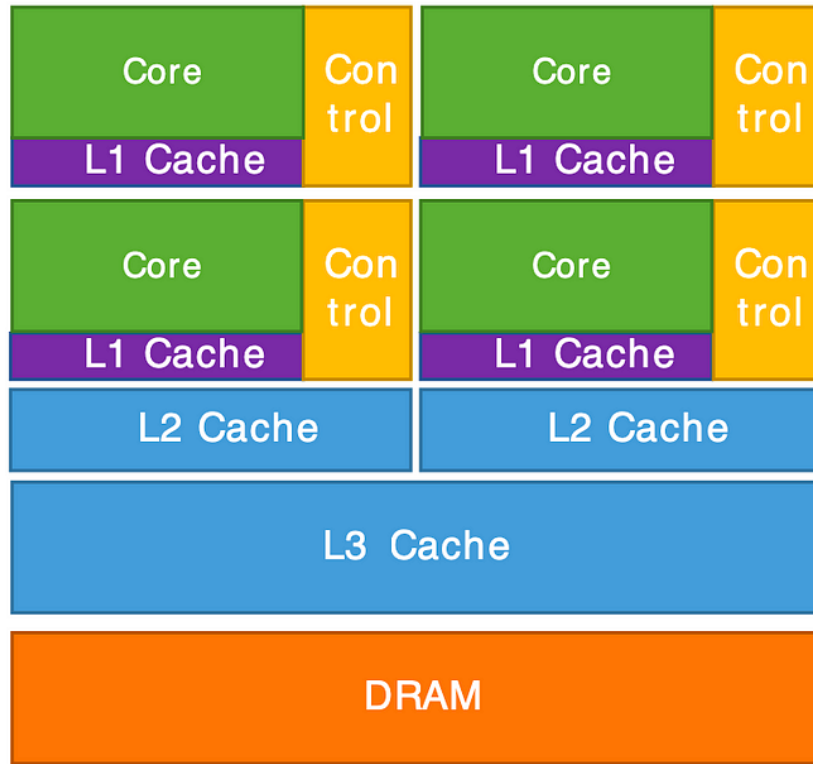 Core
Con
trol
L1 Cache
Core
Con
trol
L1 Cache
Core
Con
trol
L1 Cache
Core
Con
trol
L1 Cache
L2 Cache
L2 Cache
L3 Cache
DRAM